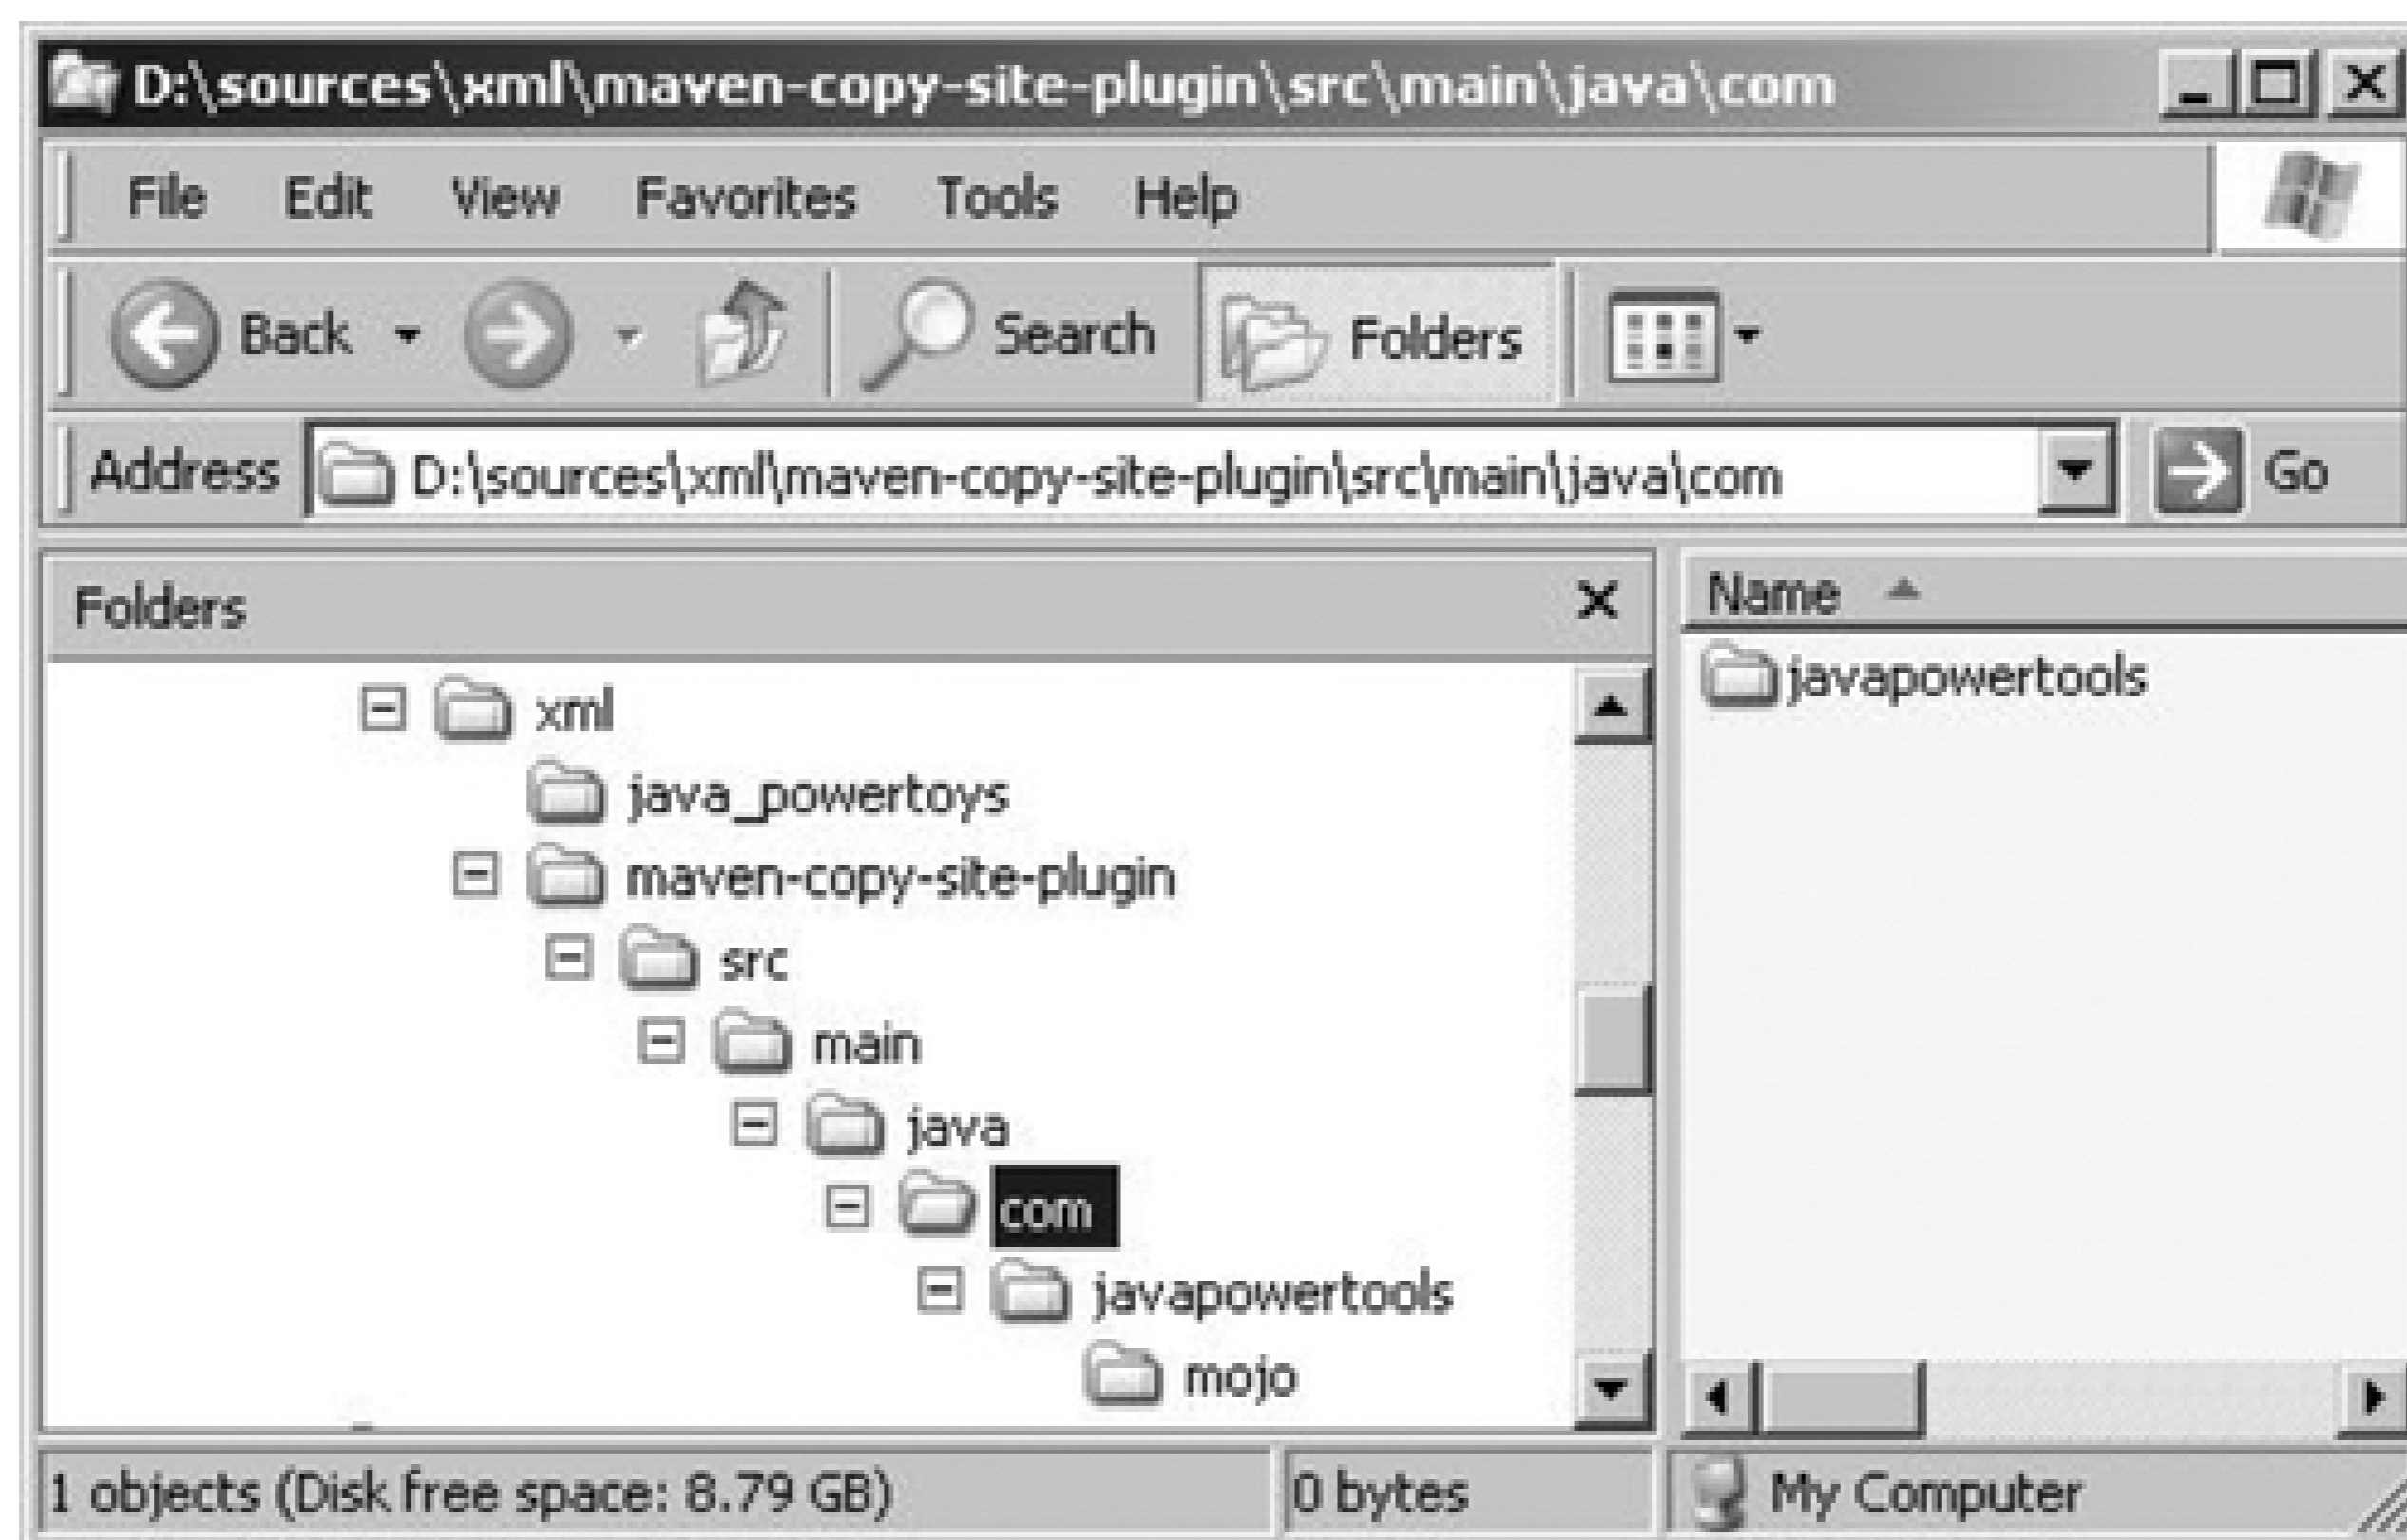 D:\sources\xml\maven-copy-site-plugin\src\main\java\com
File Edit View Favorites Tools Help
Back Search Folders
Address D:\sources\xml\maven-copy-site-plugin\src\main\java\com Go
Folders
xml
java_powertoys
maven-copy-site-plugin
src
main
java
com
javapowertools
mojo
Name
javapowertools
1 objects (Disk free space: 8.79 GB) 0 bytes My Computer